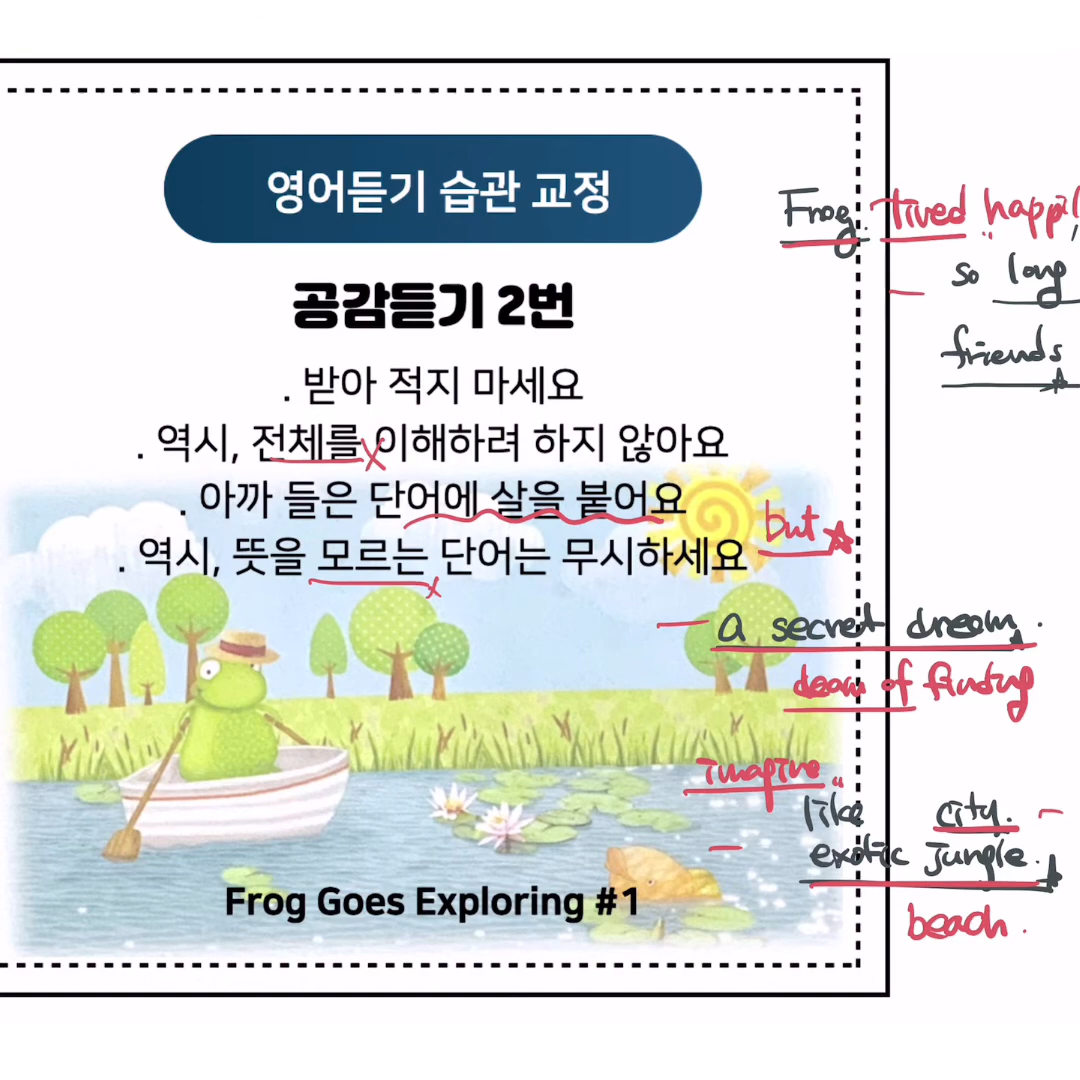 영어듣기 습관 교정
공감듣기 2번
. 받아 적지 마세요
. 역시, 전체를 이해하려 하지 않아요
. 아까 들은 단어에 살을 붙어요
. 역시, 뜻을 모르는 단어는 무시하세요
Frog Goes Exploring #1
Frog lived happil
so long
friends
but
a secret dream.
of finding
imagine
like city.
exotic jungle.
beach.